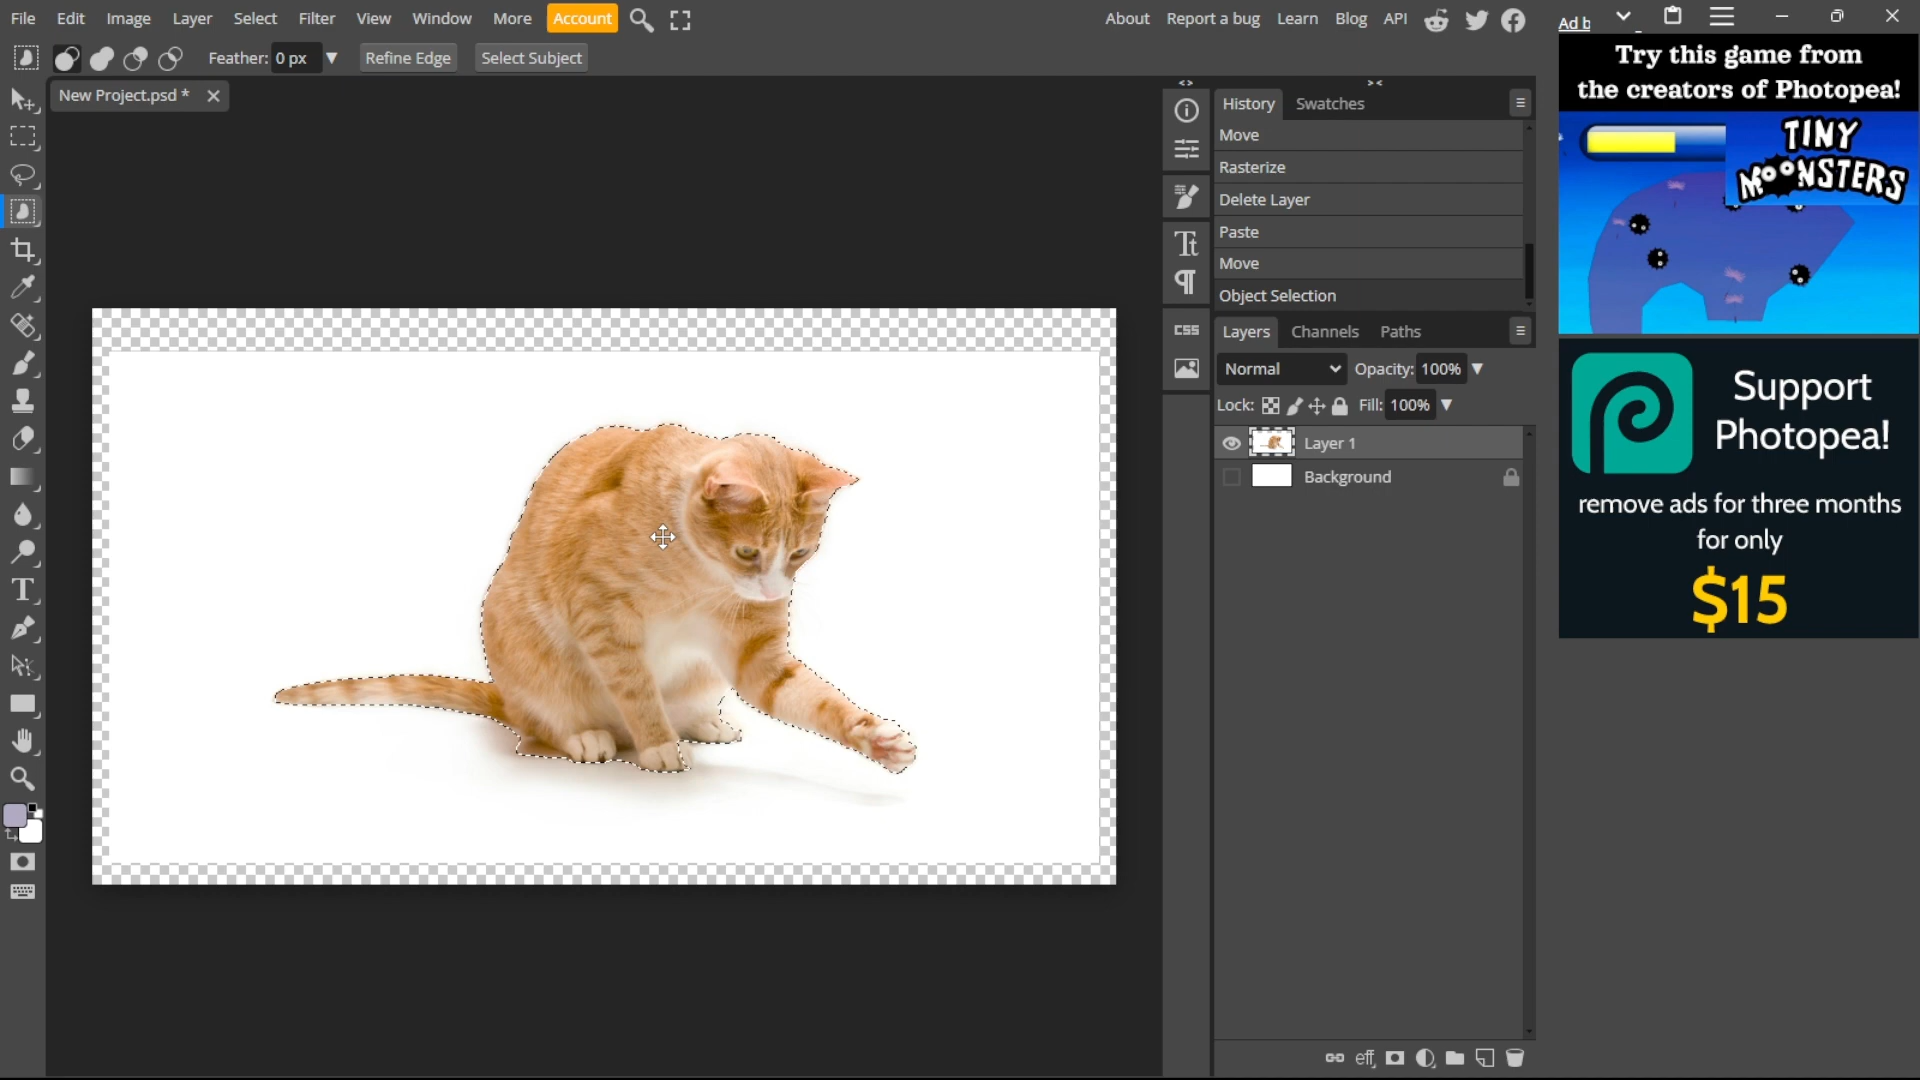 File Edit Image Layer Select Filter View Window More Account
About Report a bug Learn Blog API
Ad b
Feather: 0 px Refine Edge Select Subject
New Project.psd *
Try this game from
the creators of Photopea!
TINY
MOONSTERS
History Swatches
Move
Rasterize
Delete Layer
Paste
Move
Object Selection
CSS
Layers Channels Paths
Normal Opacity: 100%
Lock: Fill: 100%
Layer 1
Background
eff
Support
Photopea!
remove ads for three months
for only
$15